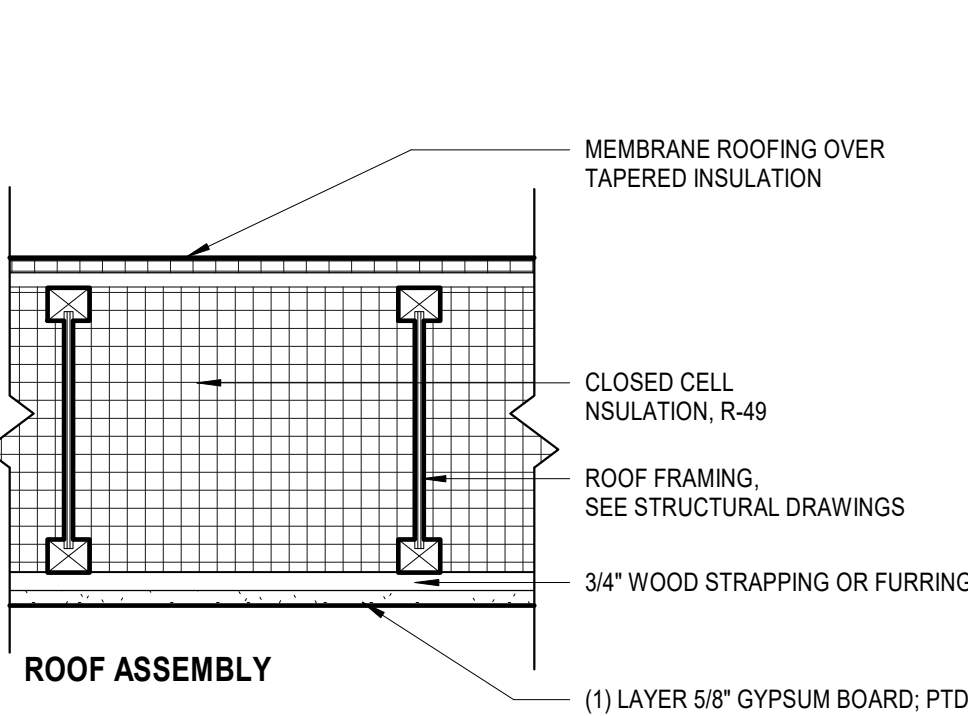 MEMBRANE ROOFING OVER
TAPERED INSULATION
CLOSED CELL
NSULATION, R-49
ROOF FRAMING,
SEE STRUCTURAL DRAWINGS
3/4" WOOD STRAPPING OR FURRING
ROOF ASSEMBLY
(1) LAYER 5/8" GYPSUM BOARD; PTD